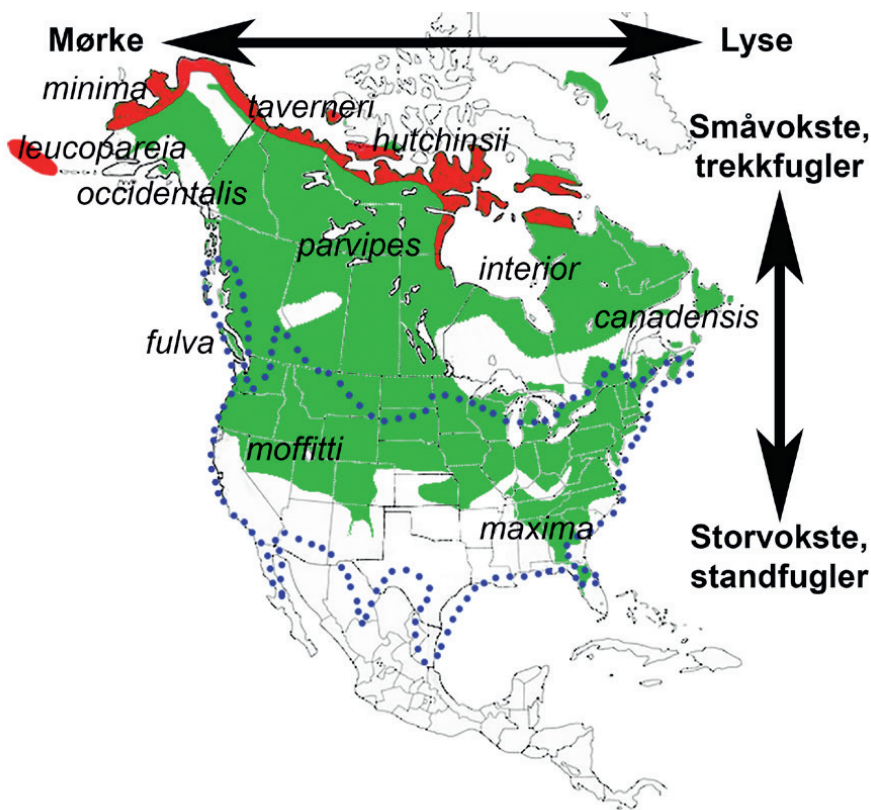 Mørke
Lyse
minima
taverneri
hutchinsii
Småvokste,
trekkfugler
leucopareia
occidentalis
parvipes
interior
canadensis
fulva
moffitti
maxima
Storvokste,
standfugler